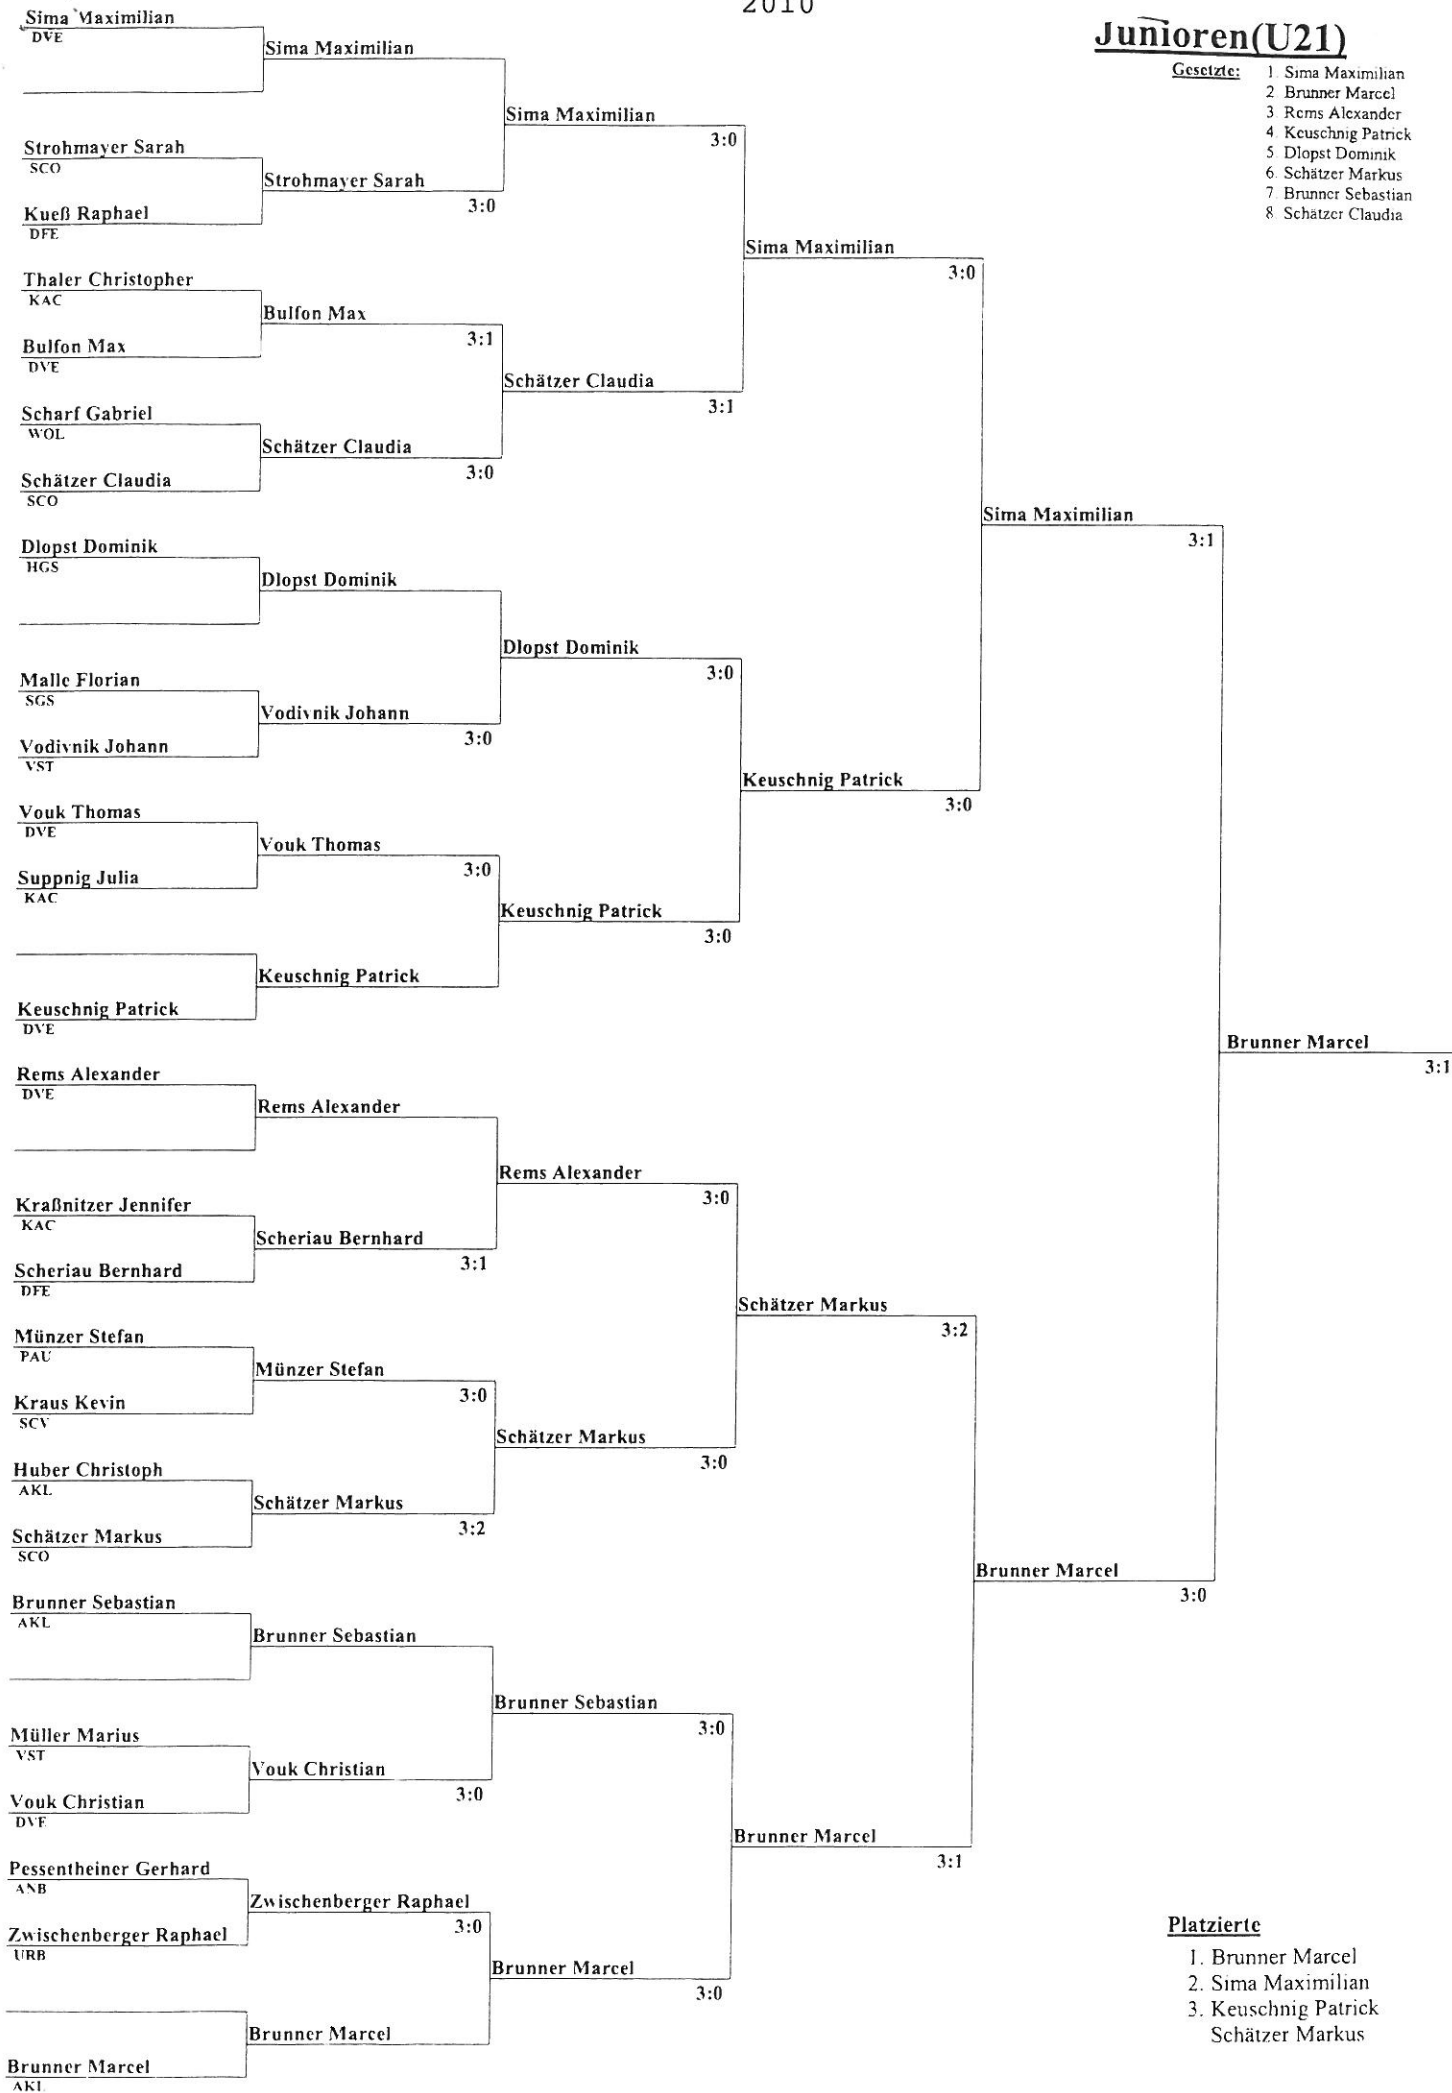 2010
Junioren(U21)
Gesetzte:
1 Sima Maximilian
2 Brunner Marcel
3 Rems Alexander
4 Keuschnig Patrick
5 Dlopst Dominik
6. Schätzer Markus
7. Brunner Sebastian
8 Schätzer Claudia
Sima Maximilian
DVE
Strohmayer Sarah
SCO
Kueß Raphael
DFE
Thaler Christopher
KAC
Bulfon Max
DVE
Scharf Gabriel
WOL
Schätzer Claudia
SCO
Dlopst Dominik
HGS
Malle Florian
SGS
Vodivnik Johann
VST
Vouk Thomas
DVE
Suppnig Julia
KAC
Keuschnig Patrick
DVE
Rems Alexander
DVE
Kraßnitzer Jennifer
KAC
Scheriau Bernhard
DFE
Münzer Stefan
PAU
Kraus Kevin
SCV
Huber Christoph
AKL
Schätzer Markus
SCO
Brunner Sebastian
AKL
Müller Marius
VST
Vouk Christian
DVE
Pessentheiner Gerhard
ANB
Zwischenberger Raphael
URB
Brunner Marcel
AKL
Sima Maximilian
Strohmayer Sarah
3:0
Bulfon Max
3:1
Schätzer Claudia
3:0
Dlopst Dominik
Vodivnik Johann
3:0
Vouk Thomas
3:0
Keuschnig Patrick
Rems Alexander
Scheriau Bernhard
3:1
Münzer Stefan
3:0
Schätzer Markus
3:2
Brunner Sebastian
Vouk Christian
3:0
Zwischenberger Raphael
3:0
Brunner Marcel
Sima Maximilian
3:0
Schätzer Claudia
3:1
Dlopst Dominik
3:0
Keuschnig Patrick
3:0
Rems Alexander
3:0
Schätzer Markus
3:0
Brunner Sebastian
3:0
Brunner Marcel
3:0
Sima Maximilian
3:0
Keuschnig Patrick
3:0
Schätzer Markus
3:2
Brunner Marcel
3:1
Sima Maximilian
3:1
Brunner Marcel
3:0
Brunner Marcel
3:1
Platzierte
1. Brunner Marcel
2. Sima Maximilian
3. Keuschnig Patrick
Schätzer Markus